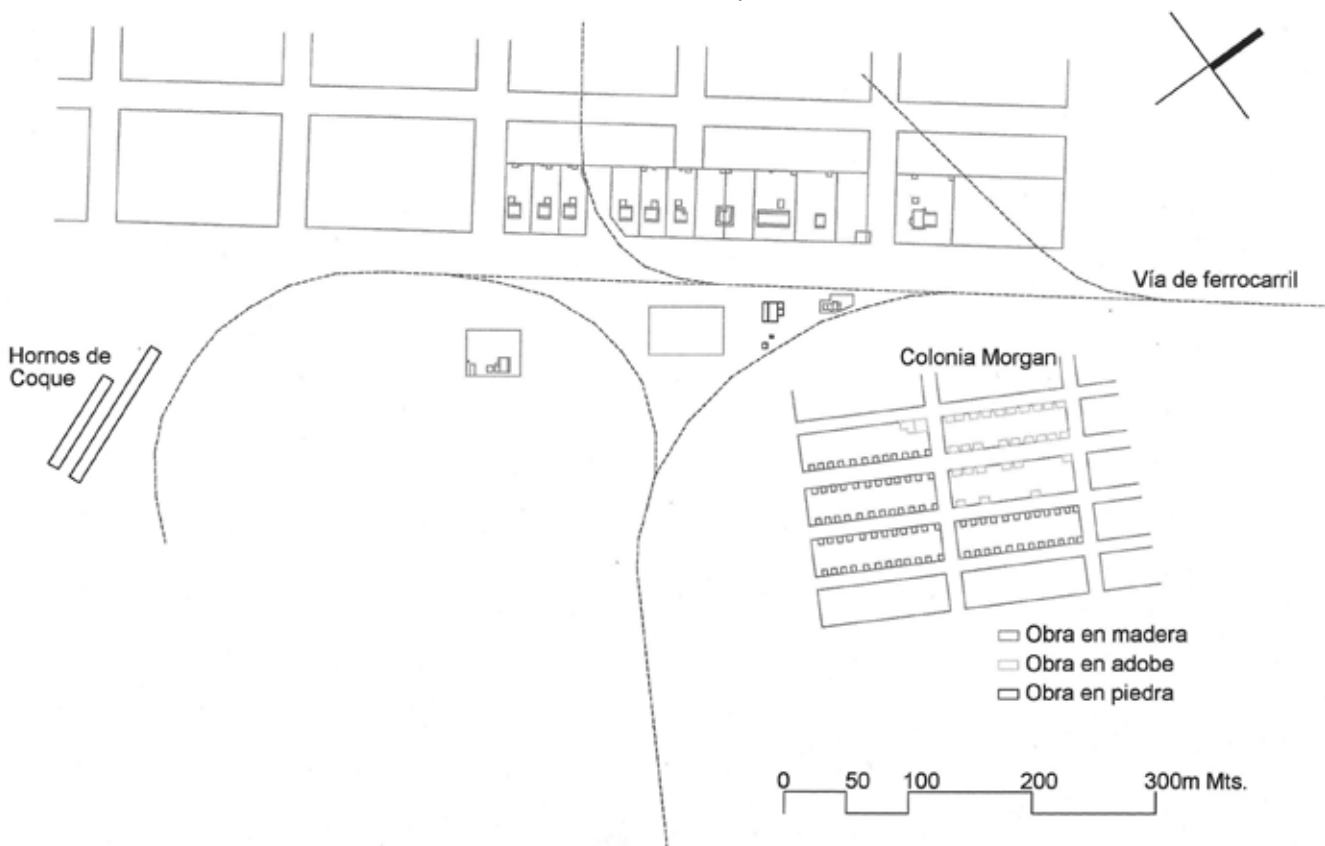 Vía de ferrocarril
Hornos de
Coque
Colonia Morgan
Obra en madera
Obra en adobe
Obra en piedra
0 50 100 200 300m Mts.